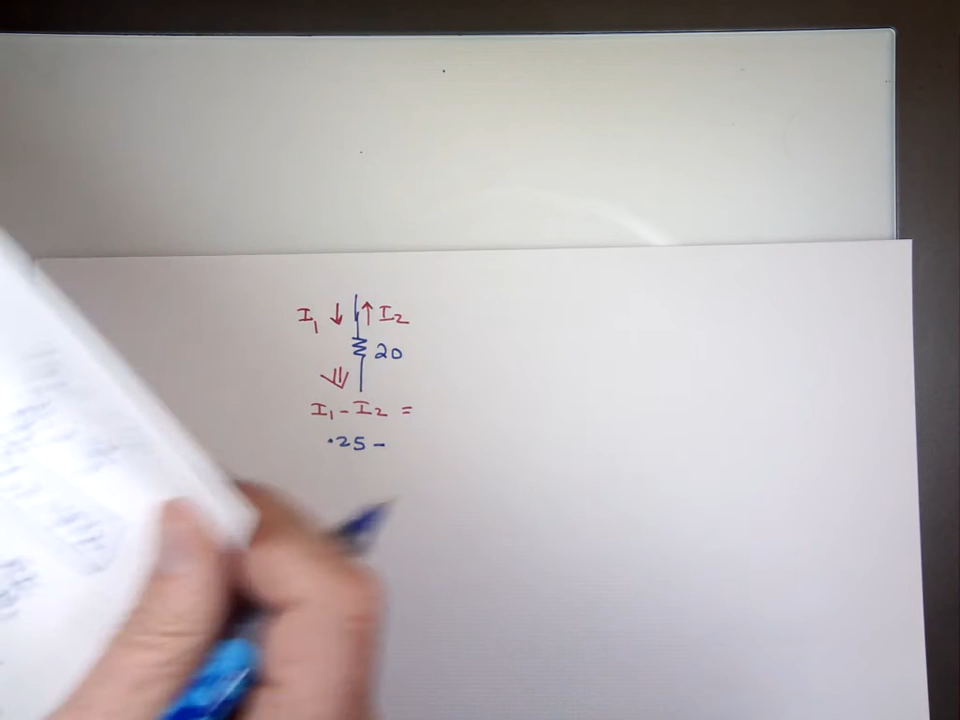 I₁ ↓ ↑ I₂
20
I₁ - I₂ =
.25 -